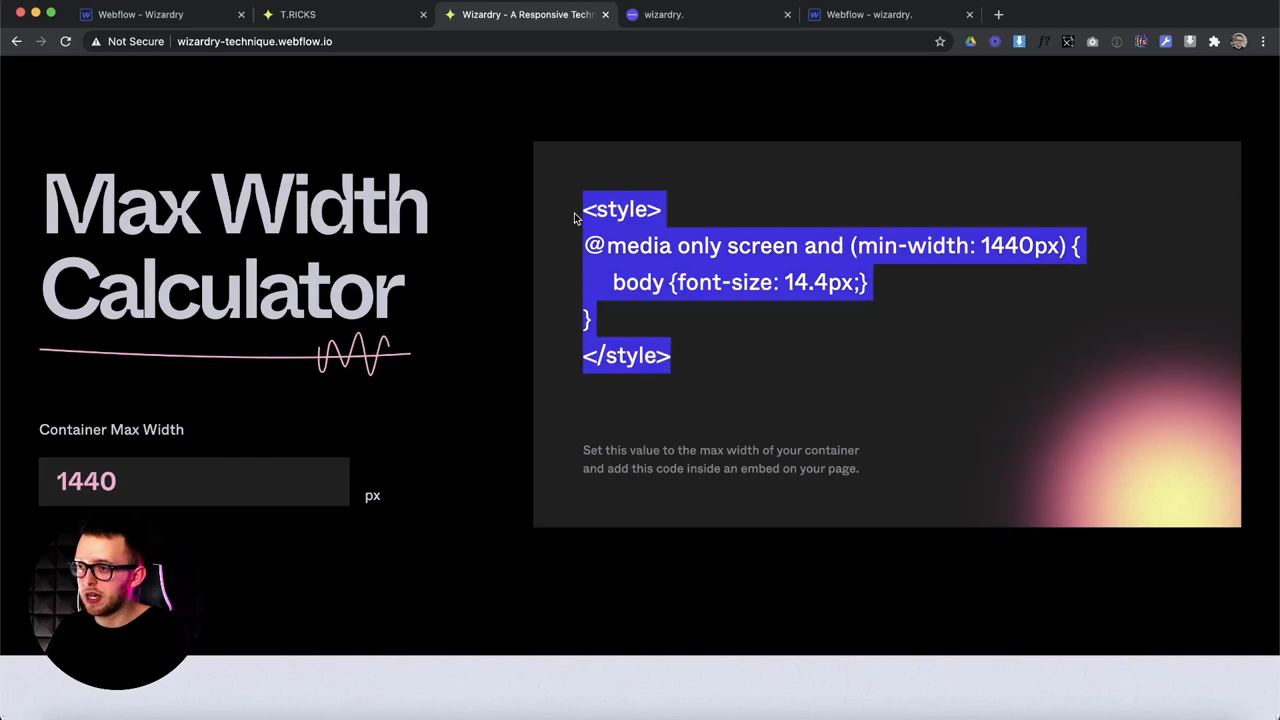 Webflow - Wizardry
T.RICKS
Wizardry - A Responsive Tech
wizardry.
Webflow - wizardry.
Not Secure
wizardry-technique.webflow.io
Max Width
Calculator
Container Max Width
1440
px
<style>
@media only screen and (min-width: 1440px) {
body {font-size: 14.4px;}
}
</style>
Set this value to the max width of your container
and add this code inside an embed on your page.